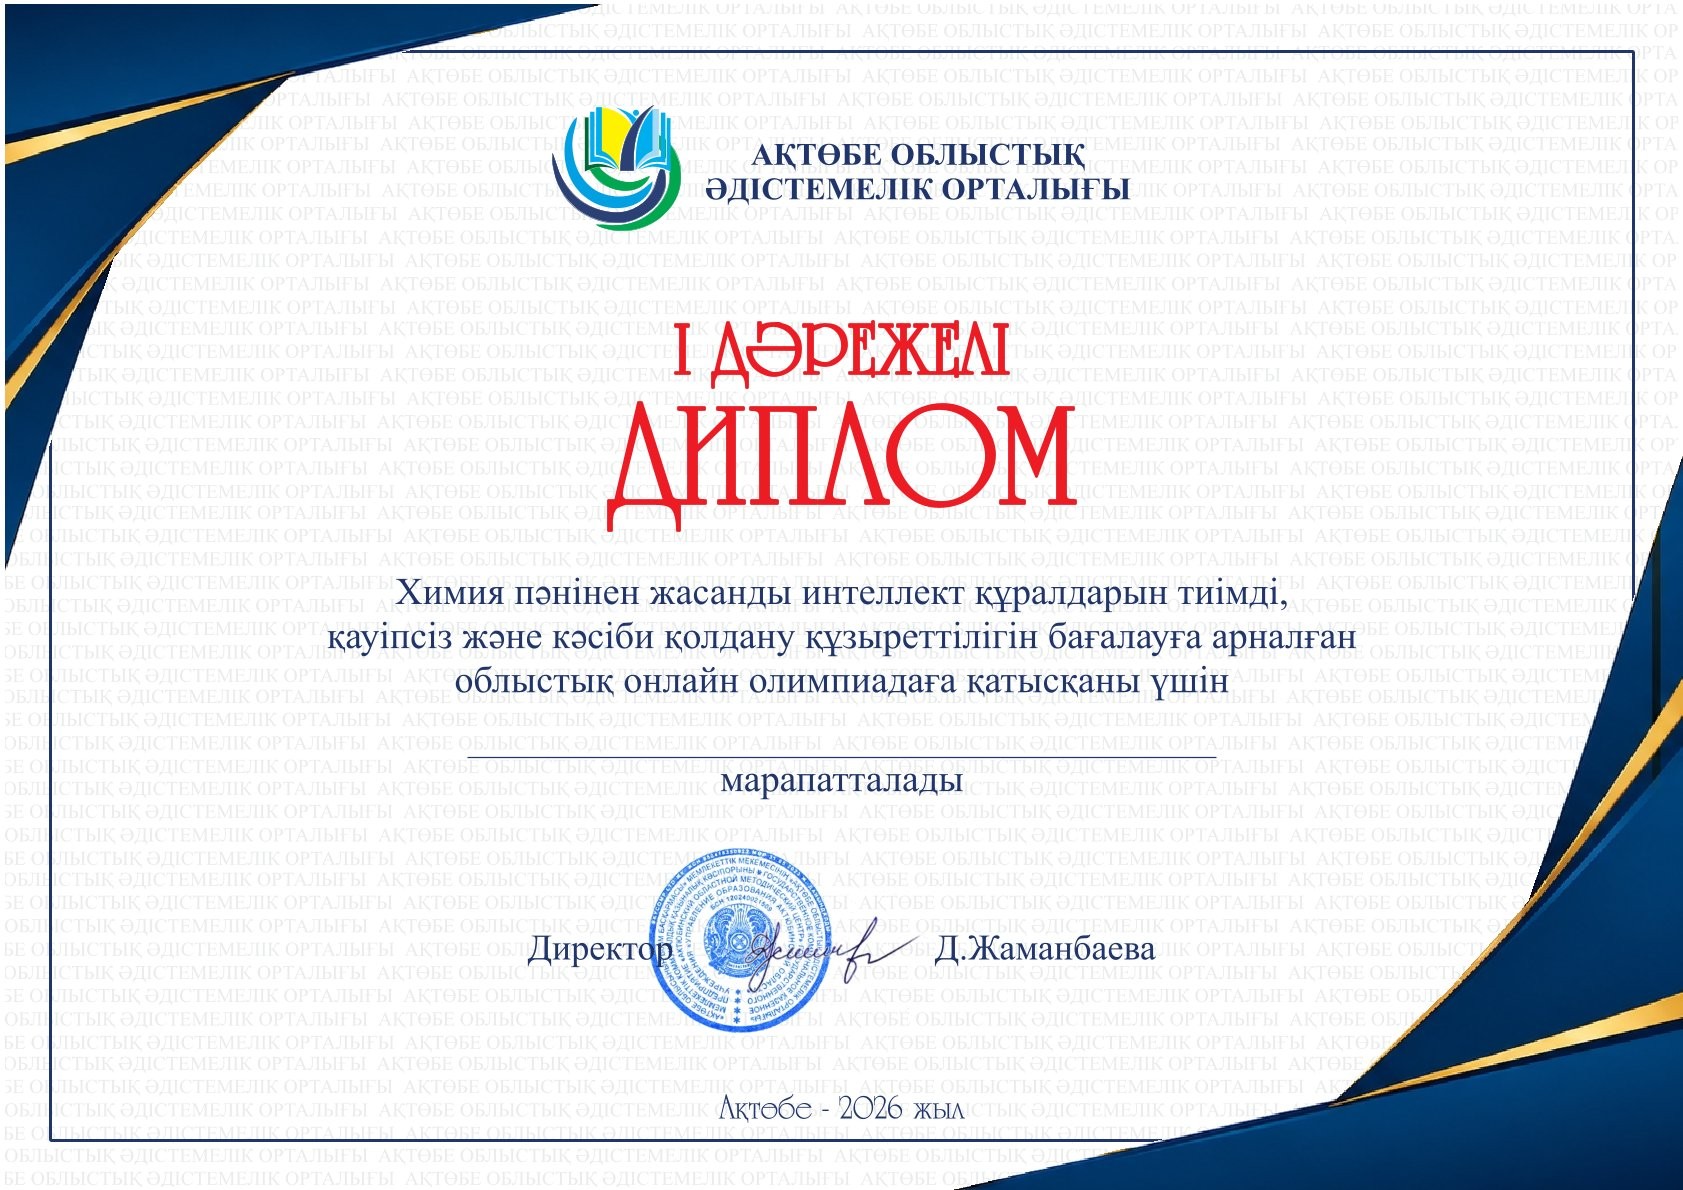 АҚТӨБЕ ОБЛЫСТЫҚ
ӘДІСТЕМЕЛІК ОРТАЛЫҒЫ
І ДӘРЕЖЕЛІ
ДИПЛОМ
Химия пәнінен жасанды интеллект құралдарын тиімді,
қауіпсіз және кәсіби қолдану құзыреттілігін бағалауға арналған
облыстық онлайн олимпиадаға қатысқаны үшін
марапатталады
Директор Д.Жаманбаева
Ақтөбе - 2026 жыл